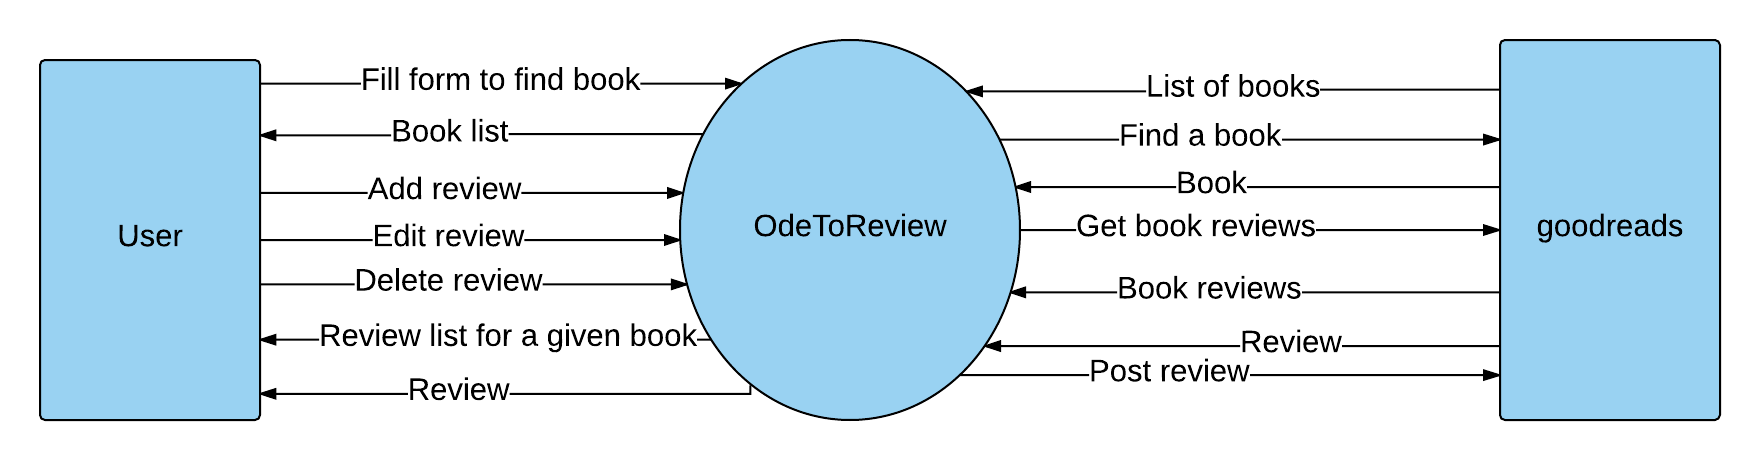 Fill form to find book
Book list
Add review
Edit review
Delete review
Review list for a given book
Review
User
OdeToReview
List of books
Find a book
Book
Get book reviews
Book reviews
Review
Post review
goodreads